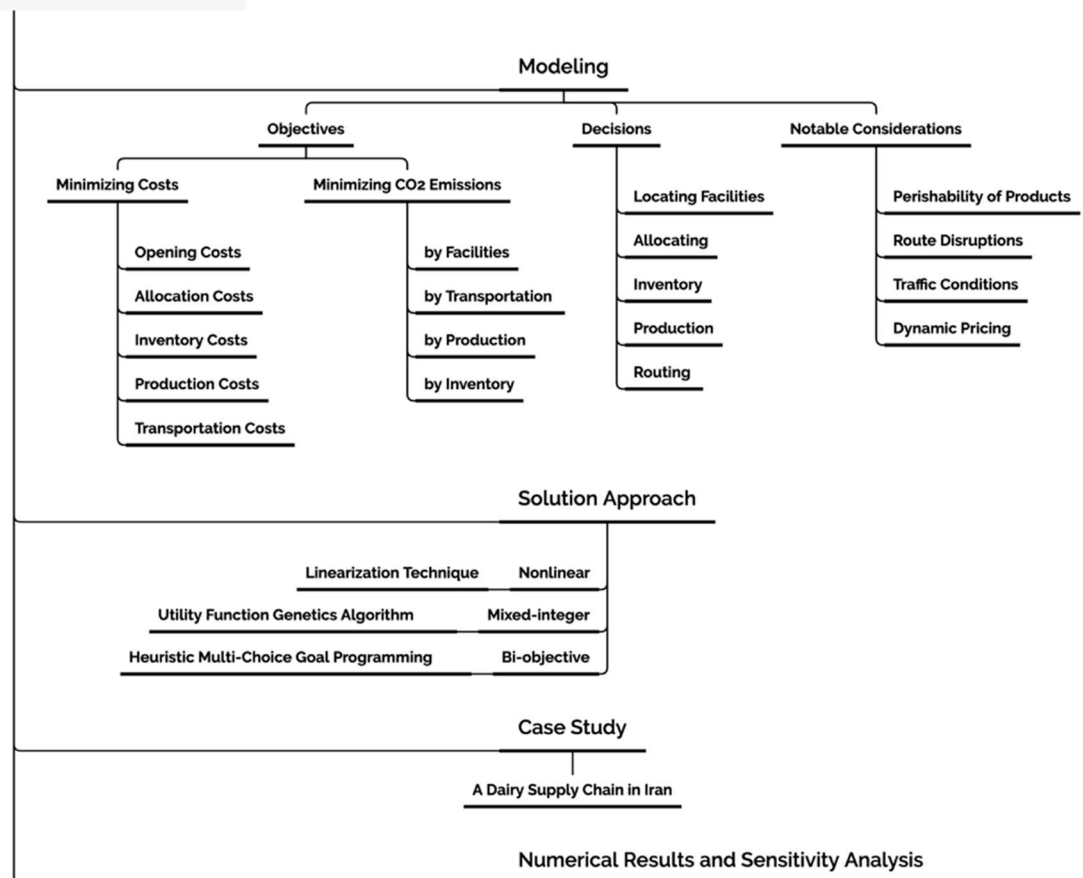 Modeling
Objectives
Decisions
Notable Considerations
Minimizing Costs
Minimizing CO2 Emissions
Opening Costs
Allocation Costs
Inventory Costs
Production Costs
Transportation Costs
by Facilities
by Transportation
by Production
by Inventory
Locating Facilities
Allocating
Inventory
Production
Routing
Perishability of Products
Route Disruptions
Traffic Conditions
Dynamic Pricing
Solution Approach
Linearization Technique
Nonlinear
Utility Function Genetics Algorithm
Mixed-integer
Heuristic Multi-Choice Goal Programming
Bi-objective
Case Study
A Dairy Supply Chain in Iran
Numerical Results and Sensitivity Analysis